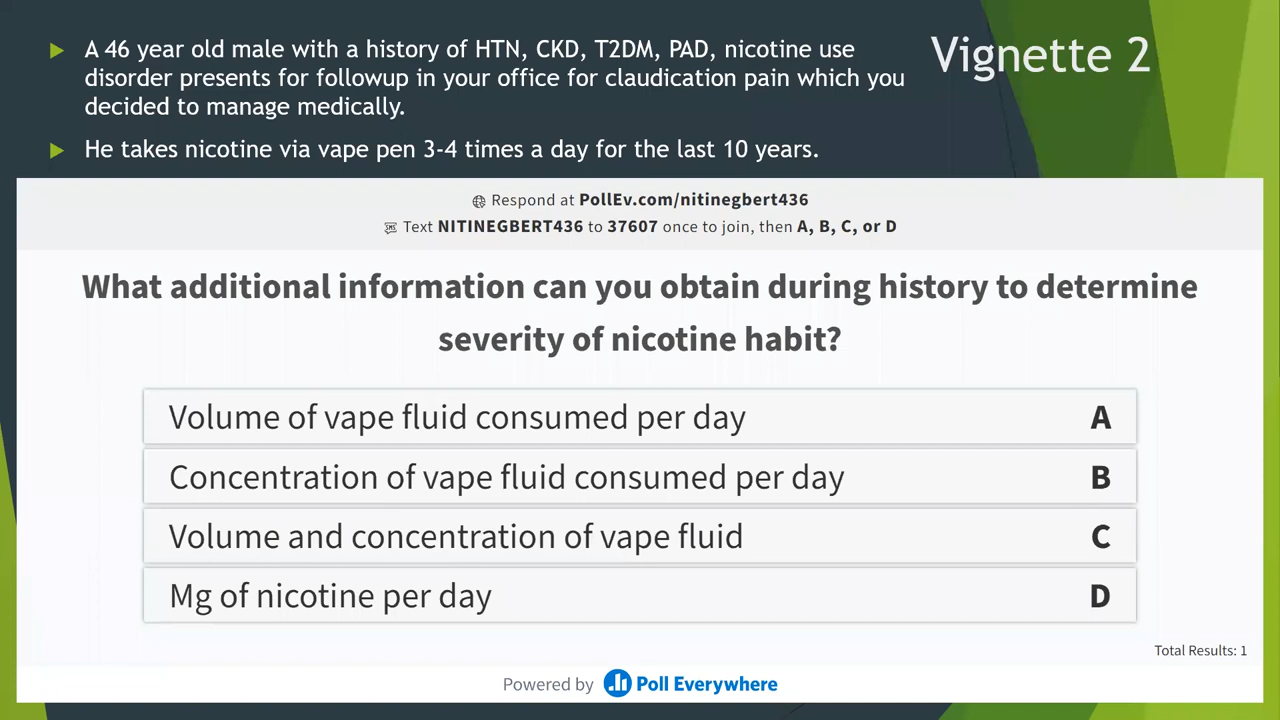 Vignette 2
A 46 year old male with a history of HTN, CKD, T2DM, PAD, nicotine use
disorder presents for followup in your office for claudication pain which you
decided to manage medically.
He takes nicotine via vape pen 3-4 times a day for the last 10 years.
Respond at PollEv.com/nitinegbert436
Text NITINEGBERT436 to 37607 once to join, then A, B, C, or D
What additional information can you obtain during history to determine
severity of nicotine habit?
Volume of vape fluid consumed per day A
Concentration of vape fluid consumed per day B
Volume and concentration of vape fluid C
Mg of nicotine per day D
Total Results: 1
Powered by Poll Everywhere